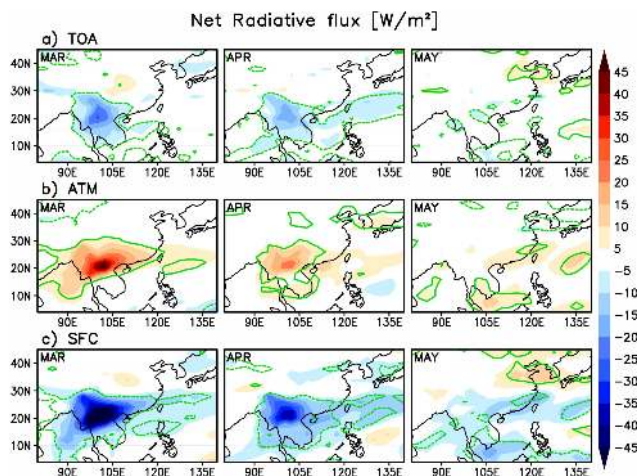 Net Radiative flux [W/m²]
a) TOA
MAR
APR
MAY
40N
30N
20N
10N
90E 105E 120E 135E
90E 105E 120E 135E
90E 105E 120E 135E
b) ATM
MAR
APR
MAY
40N
30N
20N
10N
90E 105E 120E 135E
90E 105E 120E 135E
90E 105E 120E 135E
c) SFC
MAR
APR
MAY
40N
30N
20N
10N
90E 105E 120E 135E
90E 105E 120E 135E
90E 105E 120E 135E
45
40
35
30
25
20
15
10
5
-5
-10
-15
-20
-25
-30
-35
-40
-45